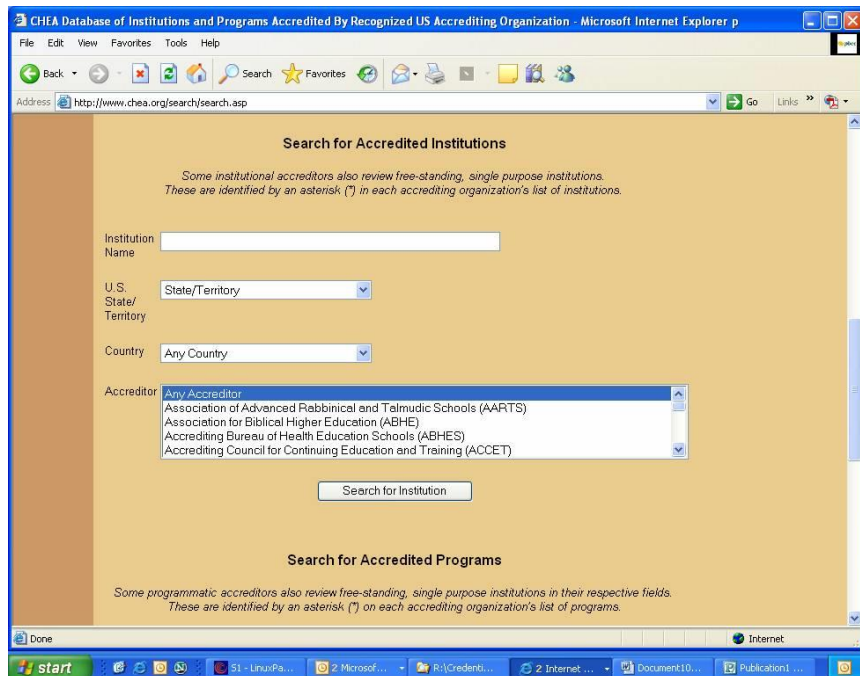 CHEA Database of Institutions and Programs Accredited By Recognized US Accrediting Organization - Microsoft Internet Explorer p
File Edit View Favorites Tools Help
Back Search Favorites
Address http://www.chea.org/search/search.asp Go Links »
Search for Accredited Institutions
Some institutional accreditors also review free-standing, single purpose institutions.
These are identified by an asterisk (*) in each accrediting organization's list of institutions.
Institution
Name
U.S.
State/
Territory
State/Territory
Country Any Country
Accreditor Any Accreditor
Association of Advanced Rabbinical and Talmudic Schools (AARTS)
Association for Biblical Higher Education (ABHE)
Accrediting Bureau of Health Education Schools (ABHES)
Accrediting Council for Continuing Education and Training (ACCET)
Search for Institution
Search for Accredited Programs
Some programmatic accreditors also review free-standing, single purpose institutions in their respective fields.
These are identified by an asterisk (*) on each accrediting organization's list of programs.
Done Internet
start S1 - LinuxPa... 2 Microsof... R:\Credenti... 2 Internet ... Document10... Publication1 ...